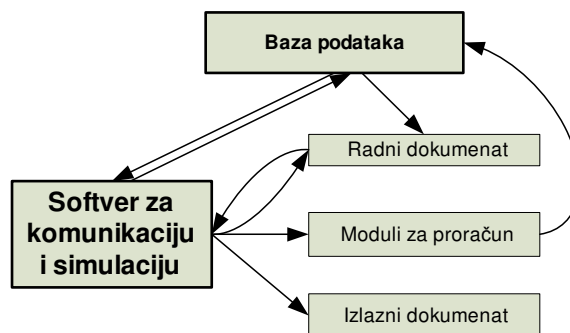 Baza podataka
Radni dokumenat
Softver za
komunikaciju
i simulaciju
Moduli za proračun
Izlazni dokumenat